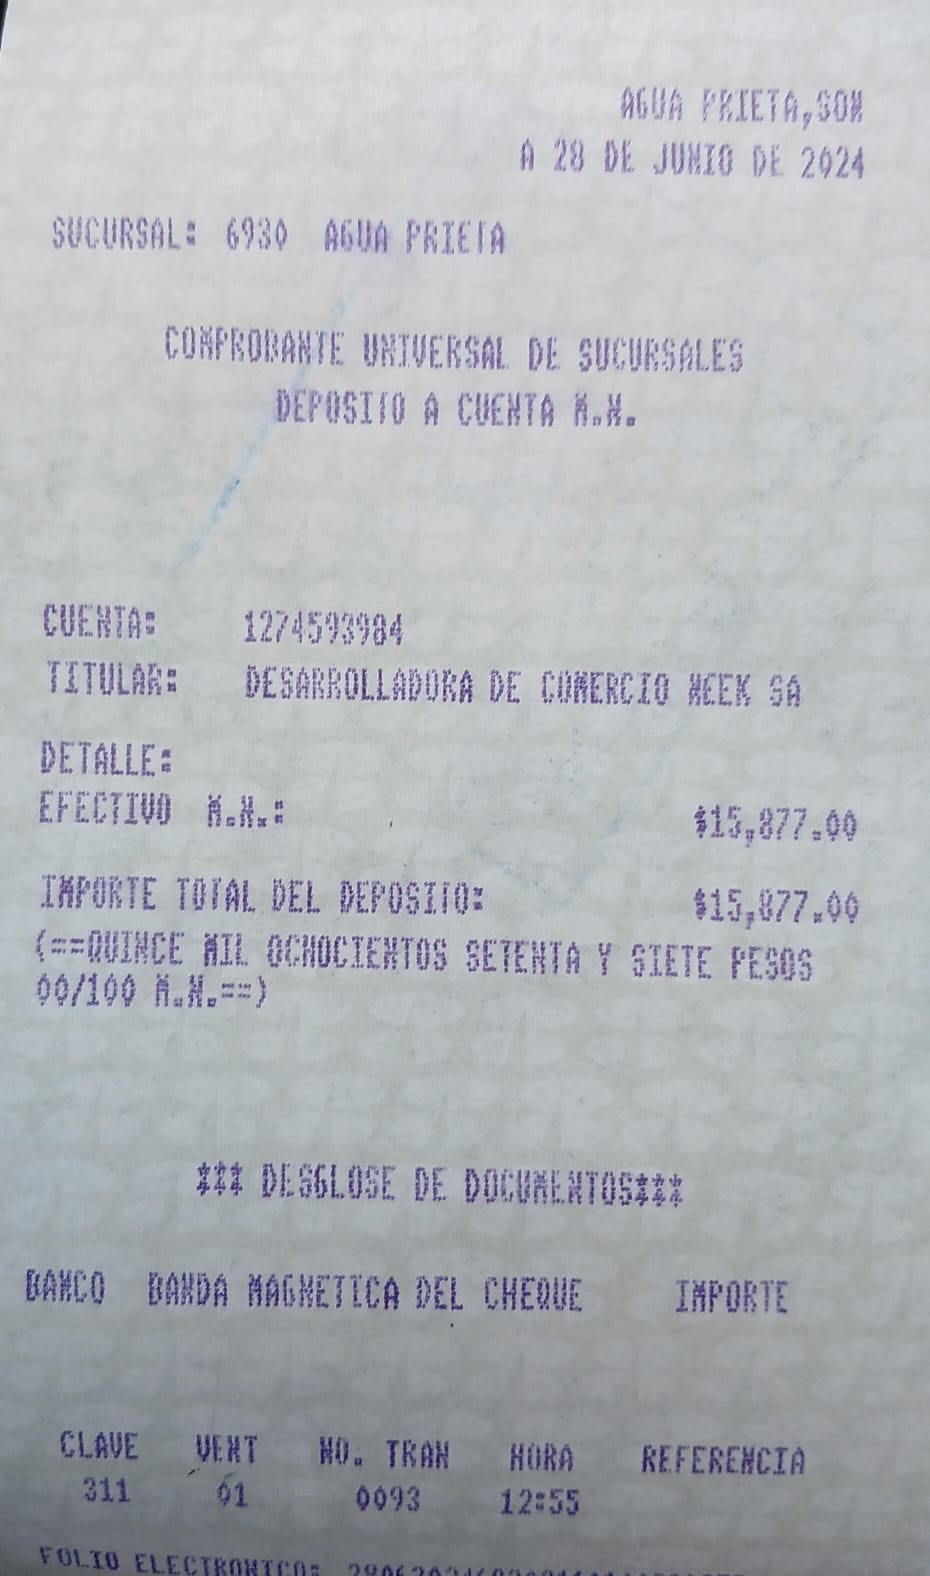 AGUA PRIETA,SON
A 28 DE JUNIO DE 2024
SUCURSAL: 6930 AGUA PRIETA
COMPROBANTE UNIVERSAL DE SUCURSALES
DEPOSITO A CUENTA M.N.
CUENTA: 1274593984
TITULAR: DESARROLLADORA DE COMERCIO WEEK SA
DETALLE:
EFECTIVO M.N.: $15,877.00
IMPORTE TOTAL DEL DEPOSITO: $15,877.00
(==QUINCE MIL OCHOCIENTOS SETENTA Y SIETE PESOS
00/100 M.N.==)
*** DESGLOSE DE DOCUMENTOS***
BANCO BANDA MAGNETICA DEL CHEQUE IMPORTE
CLAVE VENT NO. TRAN HORA REFERENCIA
311 01 0093 12:55
FOLIO ELECTRONICO: